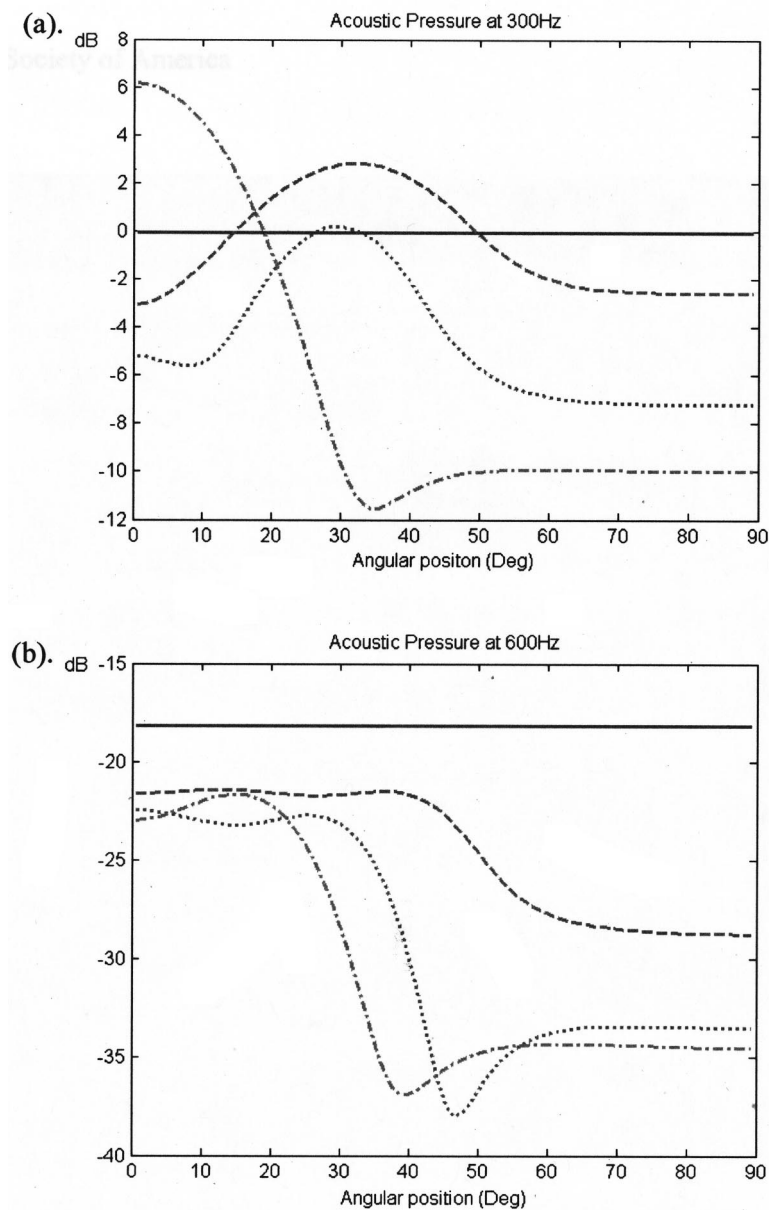 (a).
Acoustic Pressure at 300Hz
dB
Society of America
8
6
4
2
0
-2
-4
-6
-8
-10
-12
0 10 20 30 40 50 60 70 80 90
Angular positon (Deg)
(b).
Acoustic Pressure at 600Hz
dB
-15
-20
-25
-30
-35
-40
0 10 20 30 40 50 60 70 80 90
Angular position (Deg)